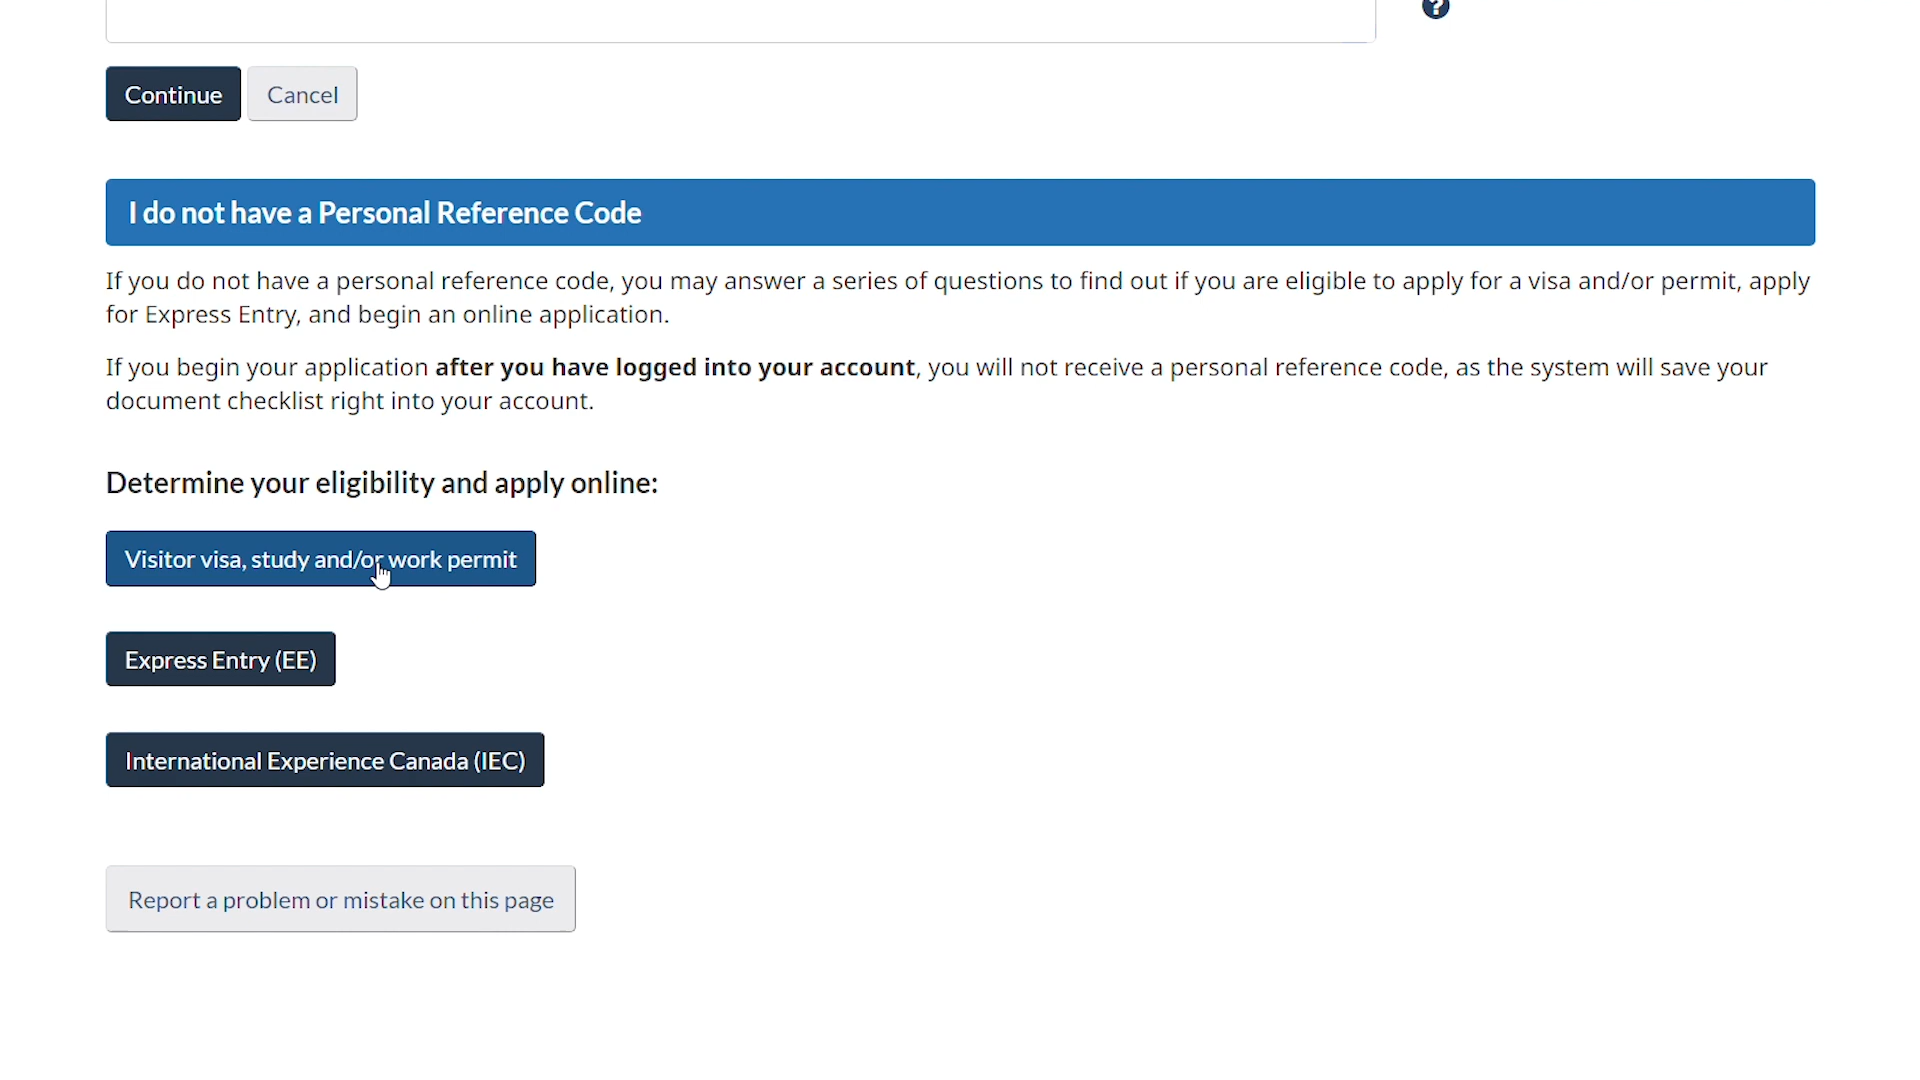 ?
Continue
Cancel
I do not have a Personal Reference Code
If you do not have a personal reference code, you may answer a series of questions to find out if you are eligible to apply for a visa and/or permit, apply
for Express Entry, and begin an online application.
If you begin your application after you have logged into your account, you will not receive a personal reference code, as the system will save your
document checklist right into your account.
Determine your eligibility and apply online:
Visitor visa, study and/or work permit
Express Entry (EE)
International Experience Canada (IEC)
Report a problem or mistake on this page